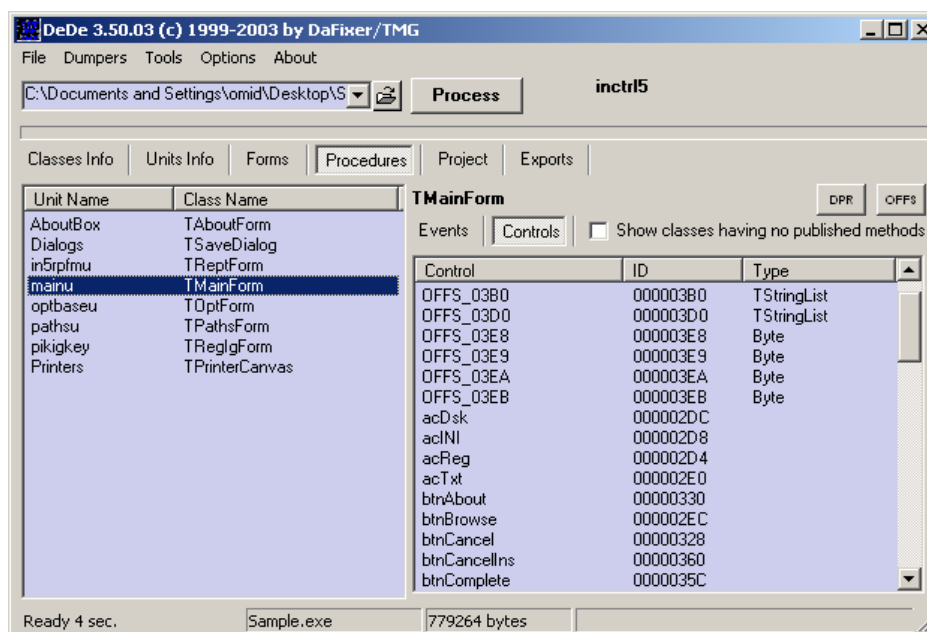 DeDe 3.50.03 (c) 1999-2003 by DaFixer/TMG
File Dumpers Tools Options About
C:\Documents and Settings\omid\Desktop\S Process inctrl5
Classes Info Units Info Forms Procedures Project Exports
Unit Name Class Name
AboutBox TAboutForm
Dialogs TSaveDialog
in5rpfmu TReptForm
mainu TMainForm
optbaseu TOptForm
pathsu TPathsForm
pikigkey TRegIgForm
Printers TPrinterCanvas
TMainForm DPR OFFS
Events Controls Show classes having no published methods
Control ID Type
OFFS_03B0 000003B0 TStringList
OFFS_03D0 000003D0 TStringList
OFFS_03E8 000003E8 Byte
OFFS_03E9 000003E9 Byte
OFFS_03EA 000003EA Byte
OFFS_03EB 000003EB Byte
acDsk 000002DC
acINI 000002D8
acReg 000002D4
acTxt 000002E0
btnAbout 00000330
btnBrowse 000002EC
btnCancel 00000328
btnCancelIns 00000360
btnComplete 0000035C
Ready 4 sec. Sample.exe 779264 bytes